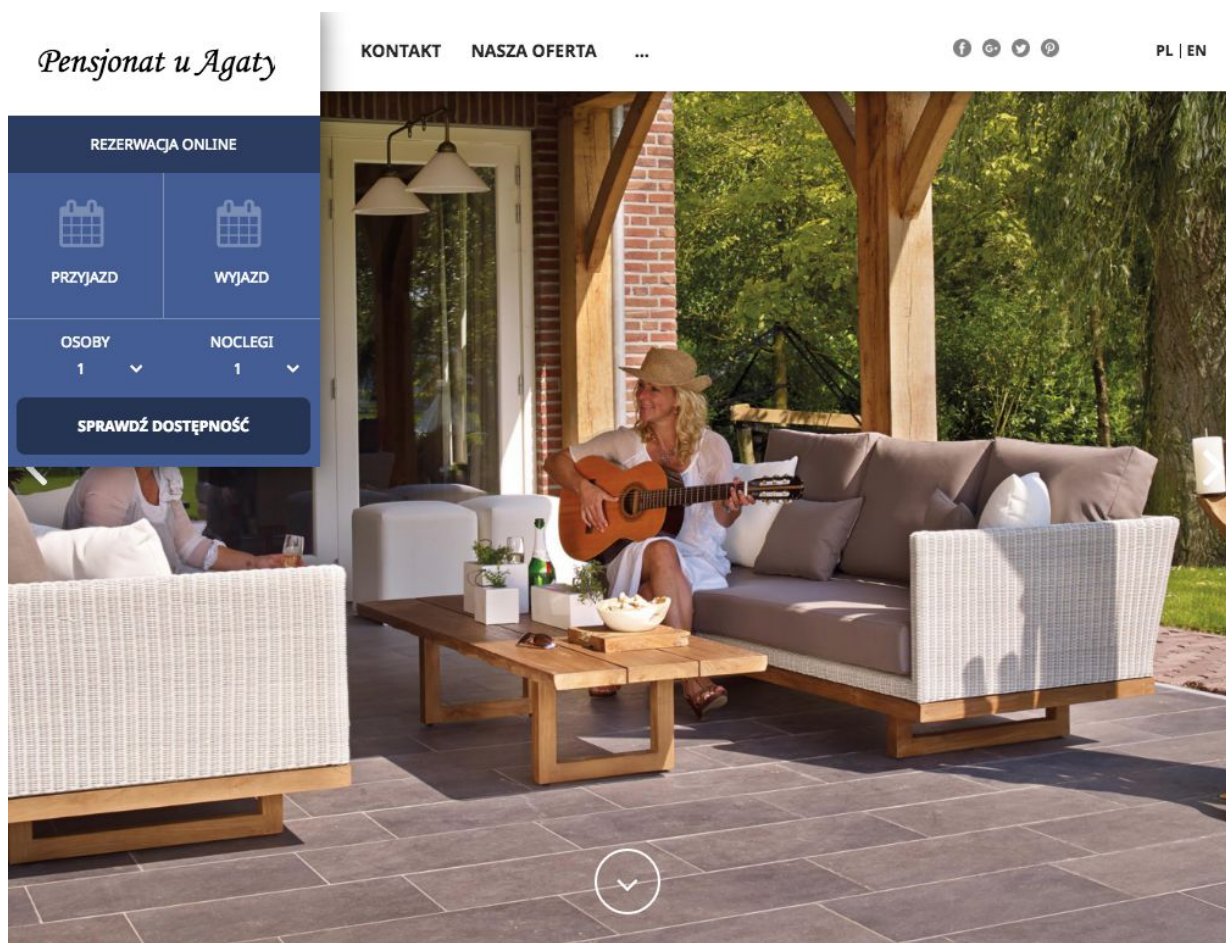 Pensjonat u Agaty
KONTAKT NASZA OFERTA ...
PL | EN
REZERWACJA ONLINE
PRZYJAZD WYJAZD
OSOBY NOCLEGI
1 1
SPRAWDŹ DOSTĘPNOŚĆ